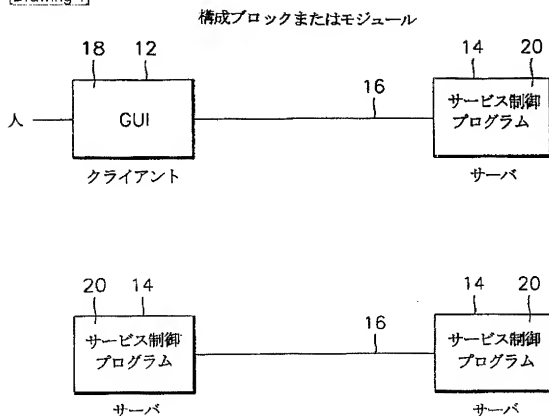 [Drawing 1]
構成ブロックまたはモジュール
18 12
14 20
人
GUI
16
サービス制御
プログラム
クライアント
サーバ
20 14
14 20
サービス制御
プログラム
16
サービス制御
プログラム
サーバ
サーバ